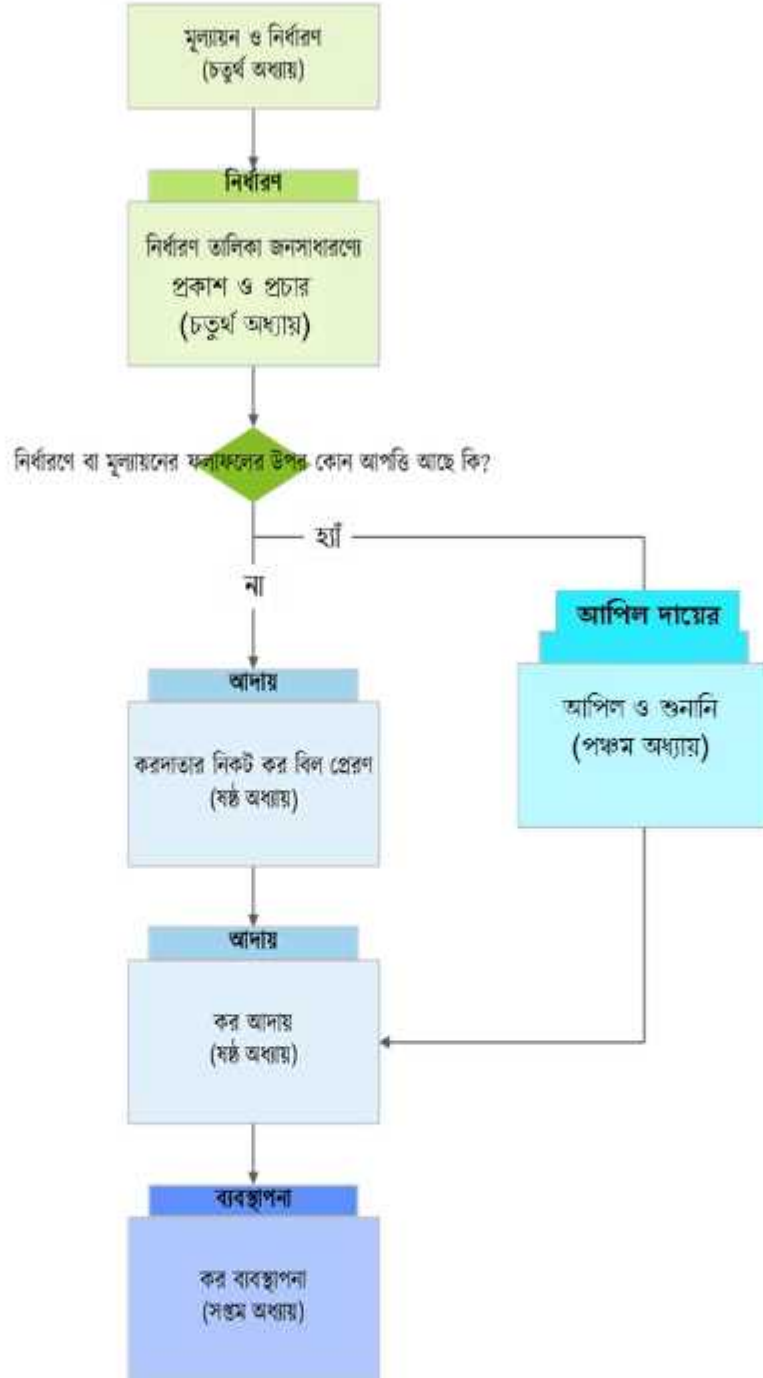 মূল্যায়ন ও নির্ধারণ
(চতুর্থ অধ্যায়)
নির্ধারণ
নির্ধারণ তালিকা জনসাধারণ্যে
প্রকাশ ও প্রচার
(চতুর্থ অধ্যায়)
নির্ধারণে বা মূল্যায়নের ফলাফলের উপর কোন আপত্তি আছে কি?
হ্যাঁ
না
আপিল দায়ের
আপিল ও শুনানি
(পঞ্চম অধ্যায়)
আদায়
করদাতার নিকট কর বিল প্রেরণ
(ষষ্ঠ অধ্যায়)
আদায়
কর আদায়
(ষষ্ঠ অধ্যায়)
ব্যবস্থাপনা
কর ব্যবস্থাপনা
(সপ্তম অধ্যায়)